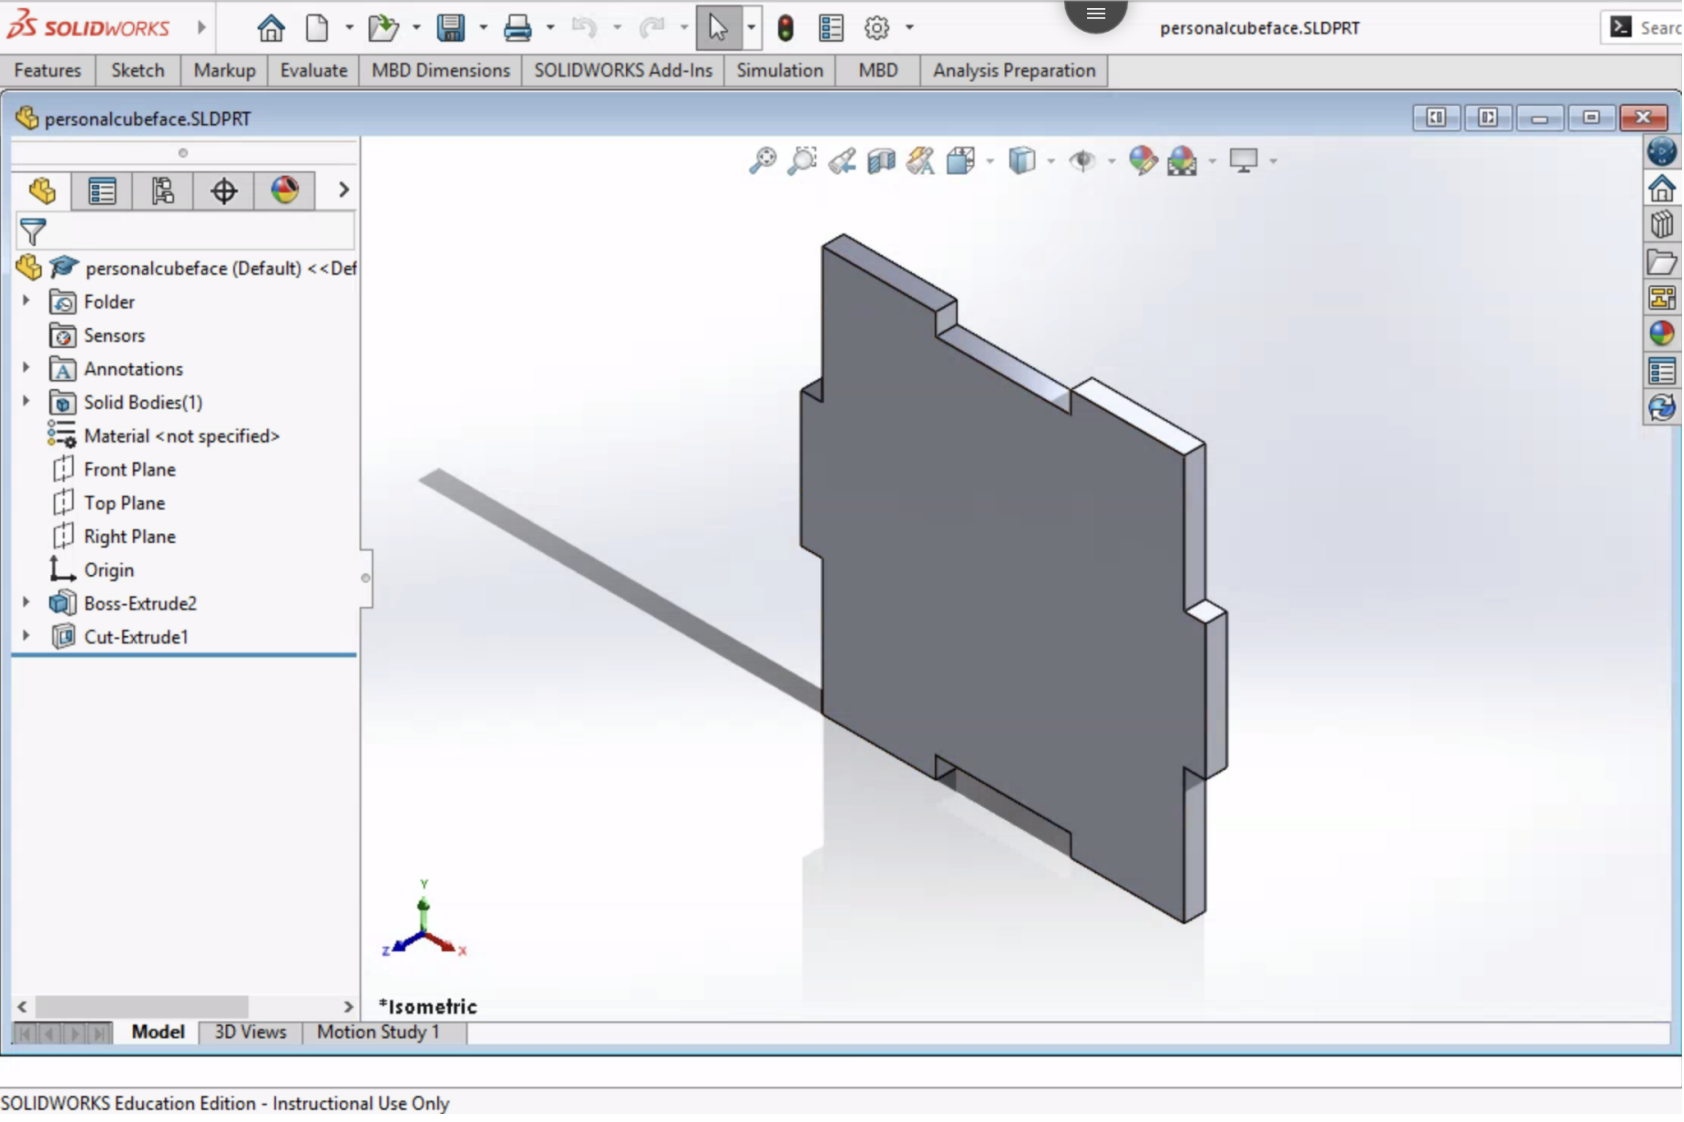 SOLIDWORKS
personalcubeface.SLDPRT
Searc
Features Sketch Markup Evaluate MBD Dimensions SOLIDWORKS Add-Ins Simulation MBD Analysis Preparation
personalcubeface.SLDPRT
personalcubeface (Default) <<Def
Folder
Sensors
A Annotations
Solid Bodies(1)
Material <not specified>
Front Plane
Top Plane
Right Plane
Origin
Boss-Extrude2
Cut-Extrude1
Y
Z X
*Isometric
Model 3D Views Motion Study 1
SOLIDWORKS Education Edition - Instructional Use Only